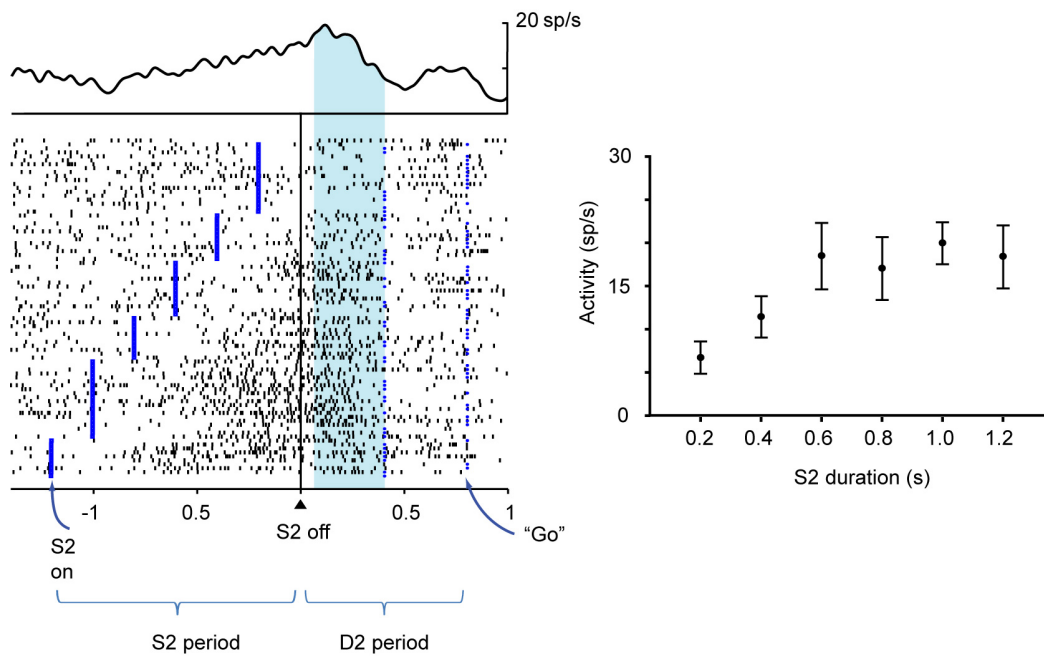 20 sp/s
-1
0.5
0.5
1
S2 off
"Go"
S2
on
S2 period
D2 period
30
15
0
Activity (sp/s)
0.2
0.4
0.6
0.8
1.0
1.2
S2 duration (s)